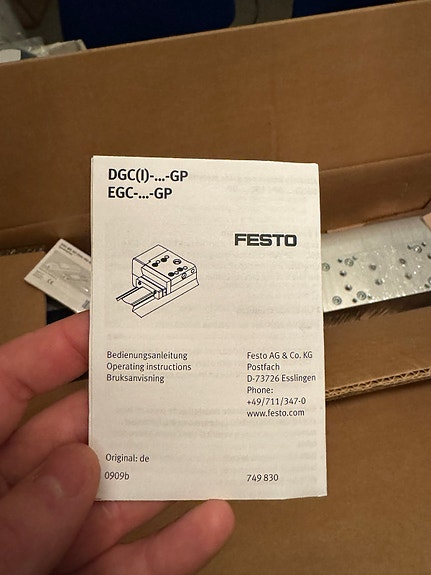 DGC(I)-...-GP
EGC-...-GP
FESTO
Bedienungsanleitung
Operating instructions
Bruksanvisning
Festo AG & Co. KG
Postfach
D-73726 Esslingen
Phone:
+49/711/347-0
www.festo.com
Original: de
0909b
749 830